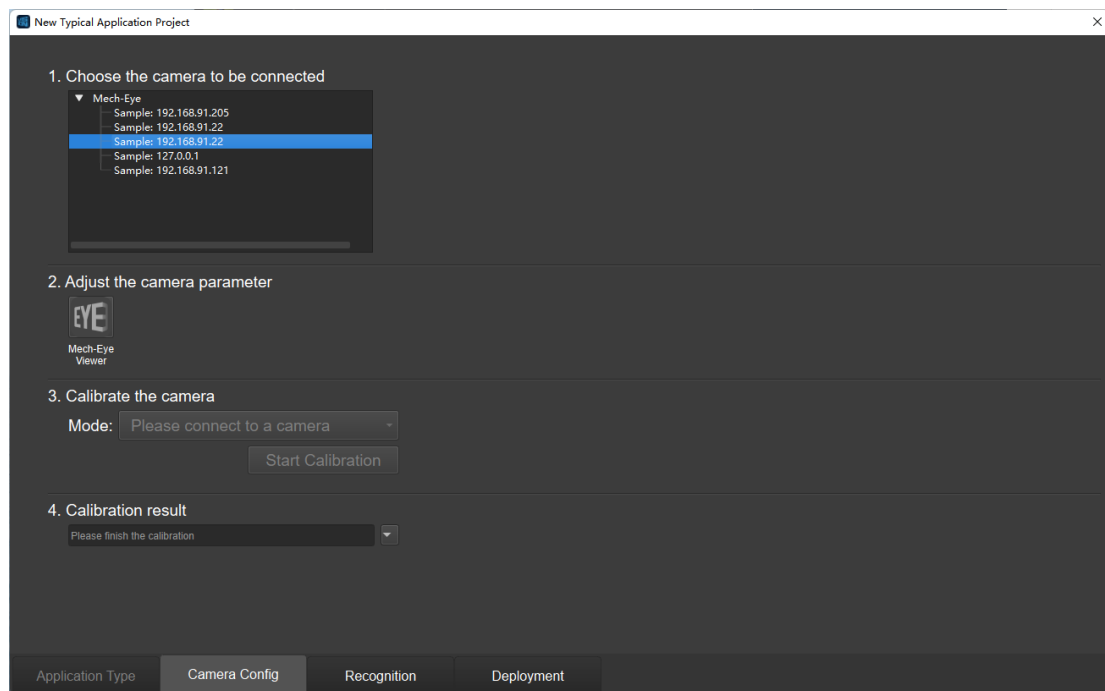 New Typical Application Project
1. Choose the camera to be connected
Mech-Eye
Sample: 192.168.91.205
Sample: 192.168.91.22
Sample: 192.168.91.22
Sample: 127.0.0.1
Sample: 192.168.91.121
2. Adjust the camera parameter
EYE
Mech-Eye
Viewer
3. Calibrate the camera
Mode: Please connect to a camera
Start Calibration
4. Calibration result
Please finish the calibration
Application Type Camera Config Recognition Deployment